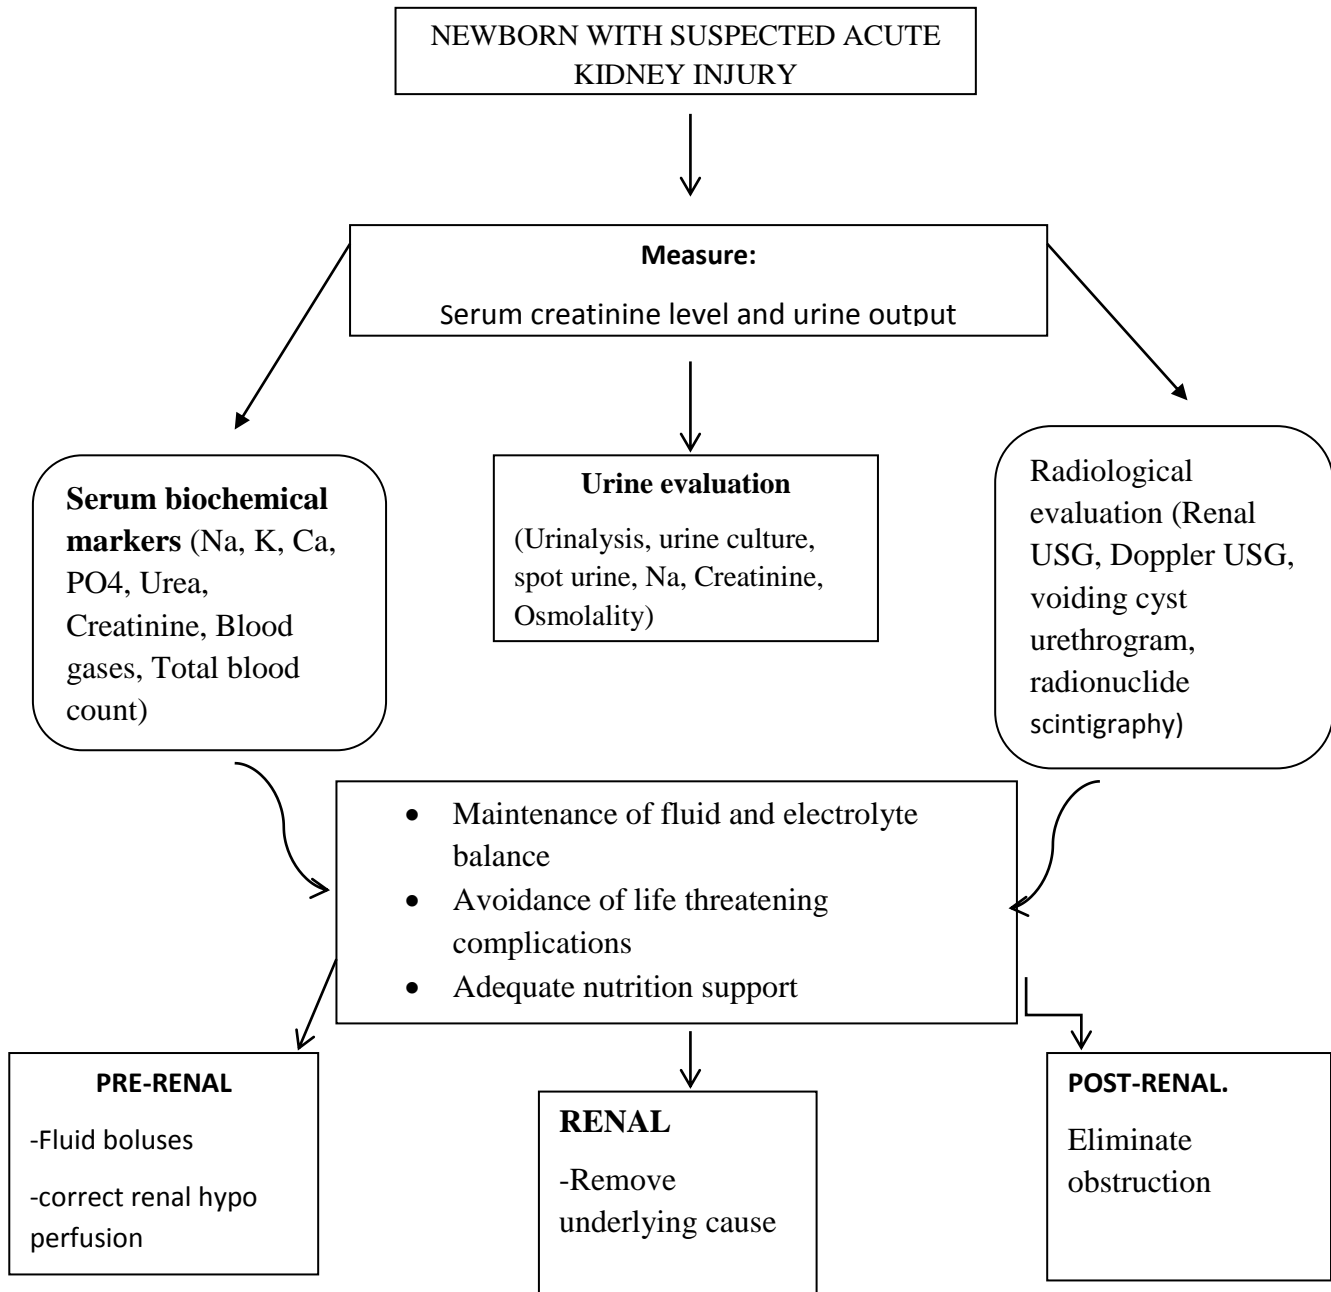 NEWBORN WITH SUSPECTED ACUTE
KIDNEY INJURY
Measure:
Serum creatinine level and urine output
Serum biochemical
markers (Na, K, Ca,
PO4, Urea,
Creatinine, Blood
gases, Total blood
count)
Urine evaluation
(Urinalysis, urine culture,
spot urine, Na, Creatinine,
Osmolality)
Radiological
evaluation (Renal
USG, Doppler USG,
voiding cyst
urethrogram,
radionuclide
scintigraphy)
• Maintenance of fluid and electrolyte
balance
• Avoidance of life threatening
complications
• Adequate nutrition support
PRE-RENAL
-Fluid boluses
-correct renal hypo
perfusion
RENAL
-Remove
underlying cause
POST-RENAL.
Eliminate
obstruction